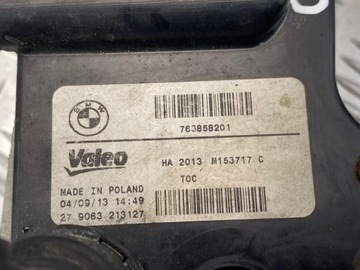 BMW
763858201
Valeo
HA 2013 M153717 C
TOC
MADE IN POLAND
04/09/13 14:49
27 9063 213127